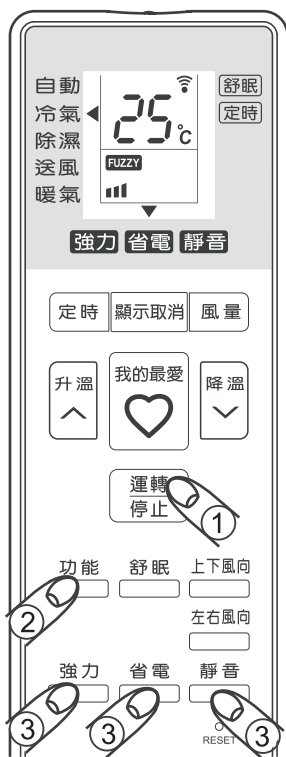 自動
冷氣
除濕
送風
暖氣
25°C
FUZZY
舒眠
定時
強力 省電 靜音
定時 顯示取消 風量
升溫 我的最愛 降溫
運轉
停止
①
功能 舒眠 上下風向
②
左右風向
強力 省電 靜音
③ ③ ③
RESET